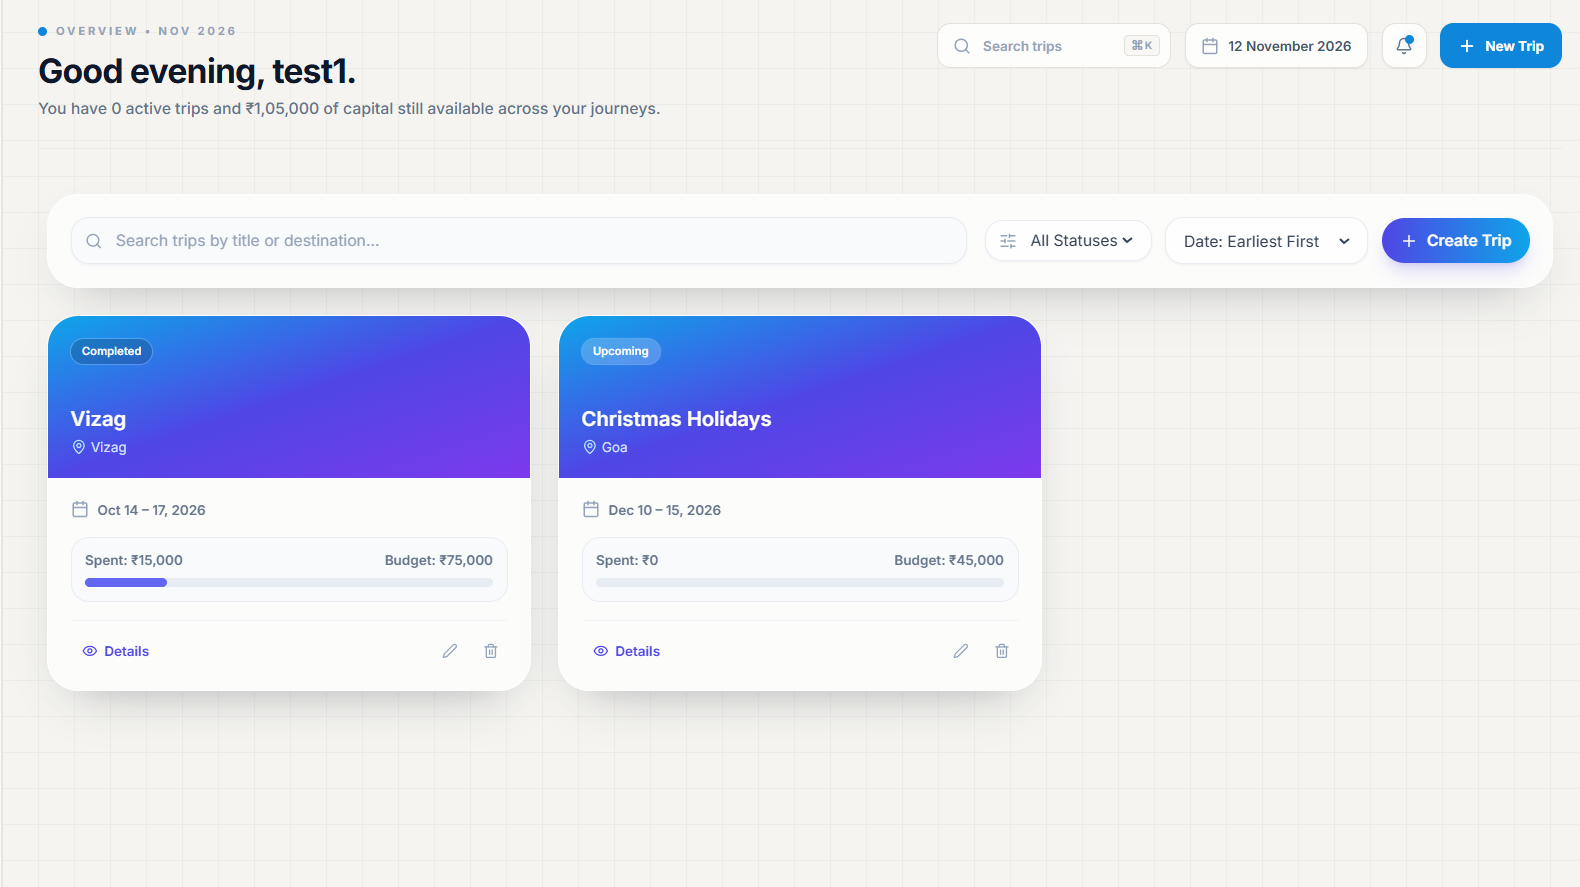 OVERVIEW • NOV 2026
Good evening, test1.
You have 0 active trips and ₹1,05,000 of capital still available across your journeys.
Search trips ⌘K
12 November 2026
New Trip
Search trips by title or destination...
All Statuses
Date: Earliest First
Create Trip
Completed
Vizag
Vizag
Oct 14 – 17, 2026
Spent: ₹15,000 Budget: ₹75,000
Details
Upcoming
Christmas Holidays
Goa
Dec 10 – 15, 2026
Spent: ₹0 Budget: ₹45,000
Details